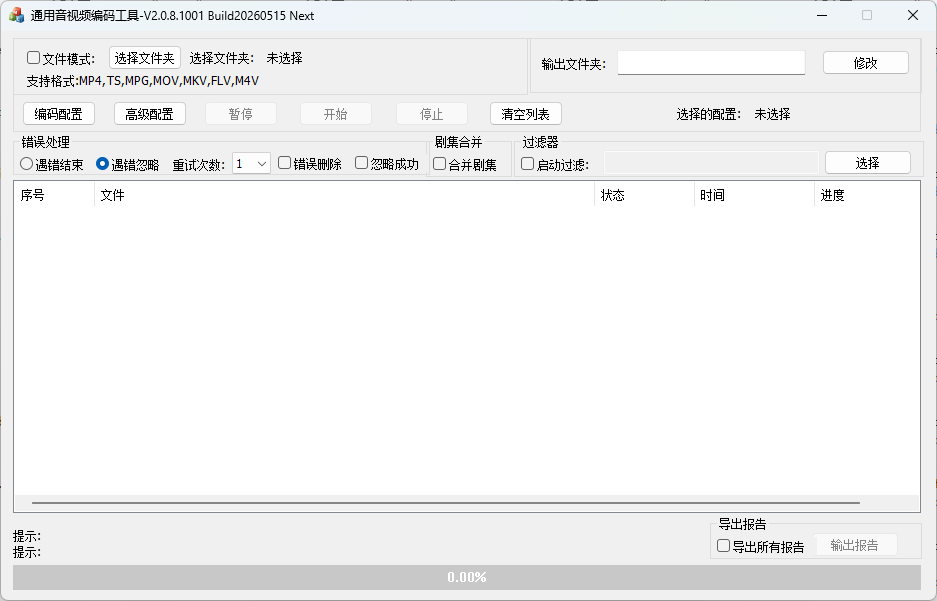 通用音视频编码工具-V2.0.8.1001 Build20260515 Next
文件模式: 选择文件夹 选择文件夹: 未选择
支持格式:MP4,TS,MPG,MOV,MKV,FLV,M4V
输出文件夹: 修改
编码配置 高级配置 暂停 开始 停止 清空列表 选择的配置: 未选择
错误处理 剧集合并 过滤器
遇错结束 遇错忽略 重试次数: 1 错误删除 忽略成功 合并剧集 启动过滤: 选择
序号 文件 状态 时间 进度
提示:
提示:
导出报告
导出所有报告 输出报告
0.00%